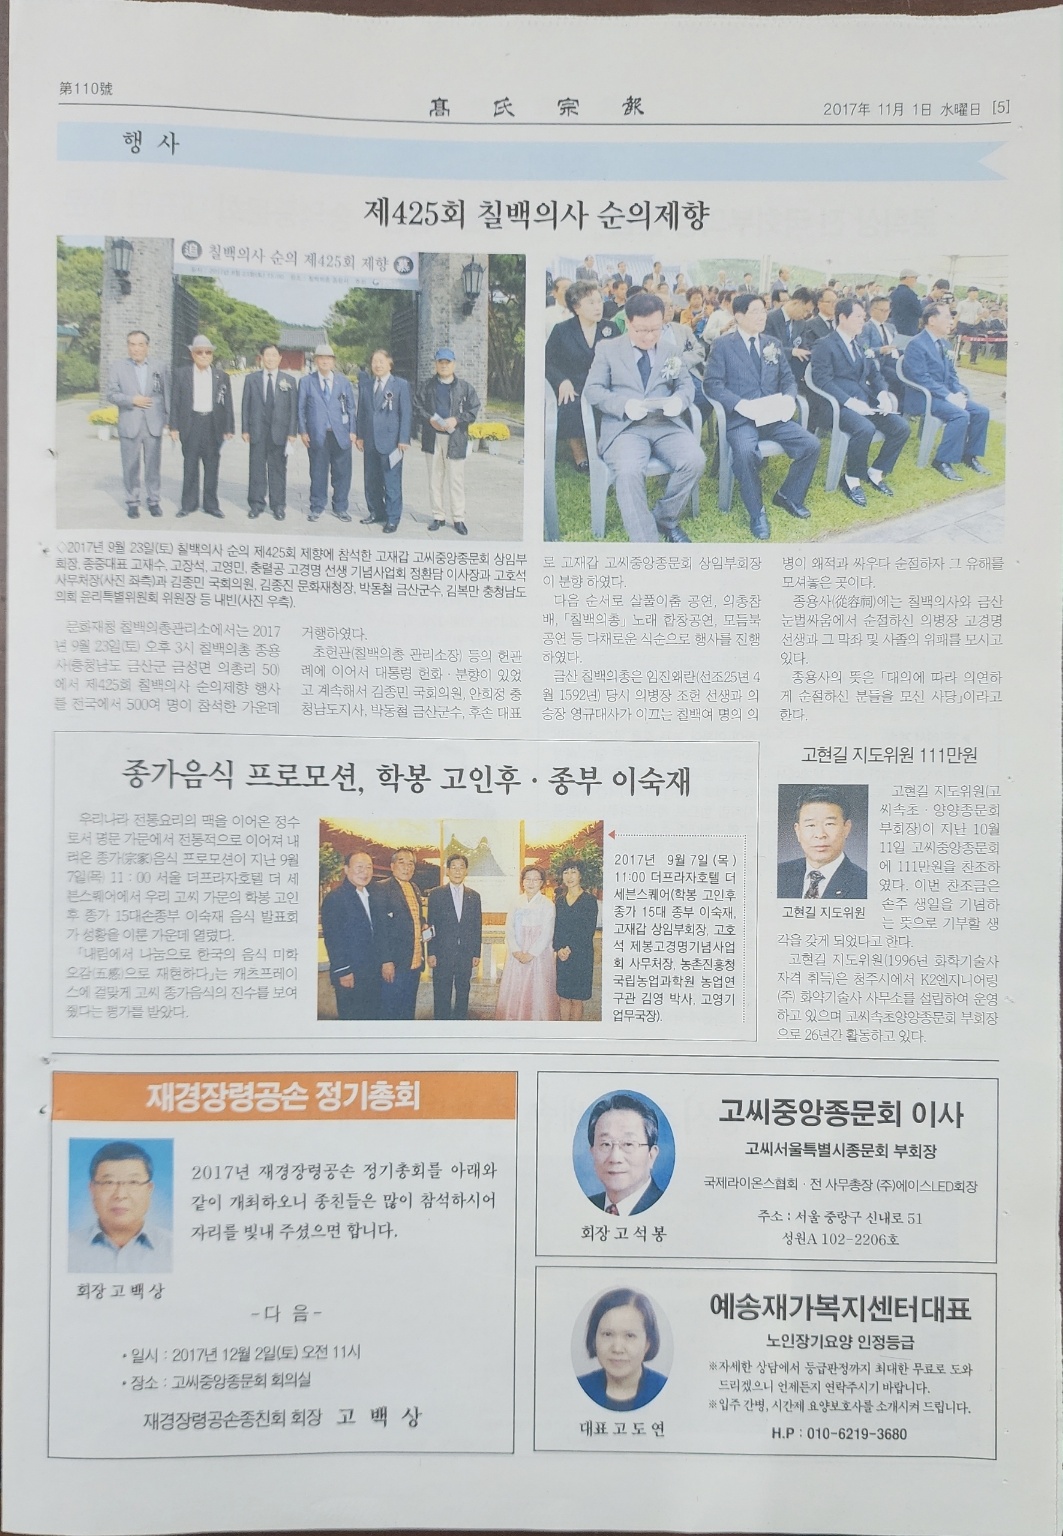 第110號
高氏宗報
2017年 11月 1日 水曜日 [5]
행 사
제425회 칠백의사 순의제향
追 칠백의사 순의 제425회 제향 慕
◇2017년 9월 23일(토) 칠백의사 순의 제425회 제향에 참석한 고재갑 고씨중앙종문회 상임부
회장, 종중대표 고재수, 고장석, 고영민, 충렬공 고경명 선생 기념사업회 정환담 이사장과 고호석
사무처장(사진 좌측)과 김종민 국회의원, 김종진 문화재청장, 박동철 금산군수, 김복만 충청남도
의회 윤리특별위원회 위원장 등 내빈(사진 우측).
문화재청 칠백의총관리소에서는 2017
년 9월 23일(토) 오후 3시 칠백의총 종용
사(충청남도 금산군 금성면 의총리 50)
에서 제425회 칠백의사 순의제향 행사
를 전국에서 500여 명이 참석한 가운데
거행하였다.
초헌관(칠백의총 관리소장) 등의 헌관
례에 이어서 대통령 헌화·분향이 있었
고 계속해서 김종민 국회의원, 안희정 충
청남도지사, 박동철 금산군수, 후손 대표
로 고재갑 고씨중앙종문회 상임부회장
이 분향 하였다.
다음 순서로 살풀이춤 공연, 의총참
배, 「칠백의총」 노래 합창공연, 모듬북
공연 등 다채로운 식순으로 행사를 진행
하였다.
금산 칠백의총은 임진왜란(선조25년 4
월 1592년) 당시 의병장 조헌 선생과 의
승장 영규대사가 이끄는 칠백여 명의 의
병이 왜적과 싸우다 순절하자 그 유해를
모셔놓은 곳이다.
종용사(從容祠)에는 칠백의사와 금산
눈벌싸움에서 순절하신 의병장 고경명
선생과 그 막좌 및 사졸의 위패를 모시고
있다.
종용사의 뜻은 「대의에 따라 의연하
게 순절하신 분들을 모신 사당」이라고
한다.
종가음식 프로모션, 학봉 고인후·종부 이숙재
우리나라 전통요리의 맥을 이어온 정수
로서 명문 가문에서 전통적으로 이어져 내
려온 종가(宗家)음식 프로모션이 지난 9월
7일(목) 11:00 서울 더프라자호텔 더 세
븐스퀘어에서 우리 고씨 가문의 학봉 고인
후 종가 15대손종부 이숙재 음식 발표회
가 성황을 이룬 가운데 열렸다.
「내림에서 나눔으로 한국의 음식 미학
오감(五感)으로 재현하다」는 캐츠프레이
스에 걸맞게 고씨 종가음식의 진수를 보여
줬다는 평가를 받았다.
2017년 9월 7일 (목)
11:00 더프라자호텔 더
세븐스퀘어(학봉 고인후
종가 15대 종부 이숙재,
고재갑 상임부회장, 고호
석 제봉고경명기념사업
회 사무처장, 농촌진흥청
국립농업과학원 농업연
구관 김영 박사, 고영기
업무국장).
고현길 지도위원 111만원
고현길 지도위원
고현길 지도위원(고
씨속초·양양종문회
부회장)이 지난 10월
11일 고씨중앙종문회
에 111만원을 찬조하
였다. 이번 찬조금은
손주 생일을 기념하
는 뜻으로 기부할 생
각을 갖게 되었다고 한다.
고현길 지도위원(1996년 화학기술사
자격 취득)은 청주시에서 K2엔지니어링
(주) 화약기술사 사무소를 설립하여 운영
하고 있으며 고씨속초양양종문회 부회장
으로 26년간 활동하고 있다.
재경장령공손 정기총회
2017년 재경장령공손 정기총회를 아래와
같이 개최하오니 종친들은 많이 참석하시어
자리를 빛내 주셨으면 합니다.
회장 고 백 상
-다 음-
• 일시 : 2017년 12월 2일(토) 오전 11시
• 장소 : 고씨중앙종문회 회의실
재경장령공손종친회 회장 고 백 상
고씨중앙종문회 이사
고씨서울특별시종문회 부회장
국제라이온스협회·전 사무총장 (주)에이스LED회장
주소 : 서울 중랑구 신내로 51
성원A 102-2206호
회장 고 석 봉
예송재가복지센터대표
노인장기요양 인정등급
※자세한 상담에서 등급판정까지 최대한 무료로 도와
드리겠으니 언제든지 연락주시기 바랍니다.
※입주 간병, 시간제 요양보호사를 소개시켜 드립니다.
대표 고 도 연
H.P : 010-6219-3680